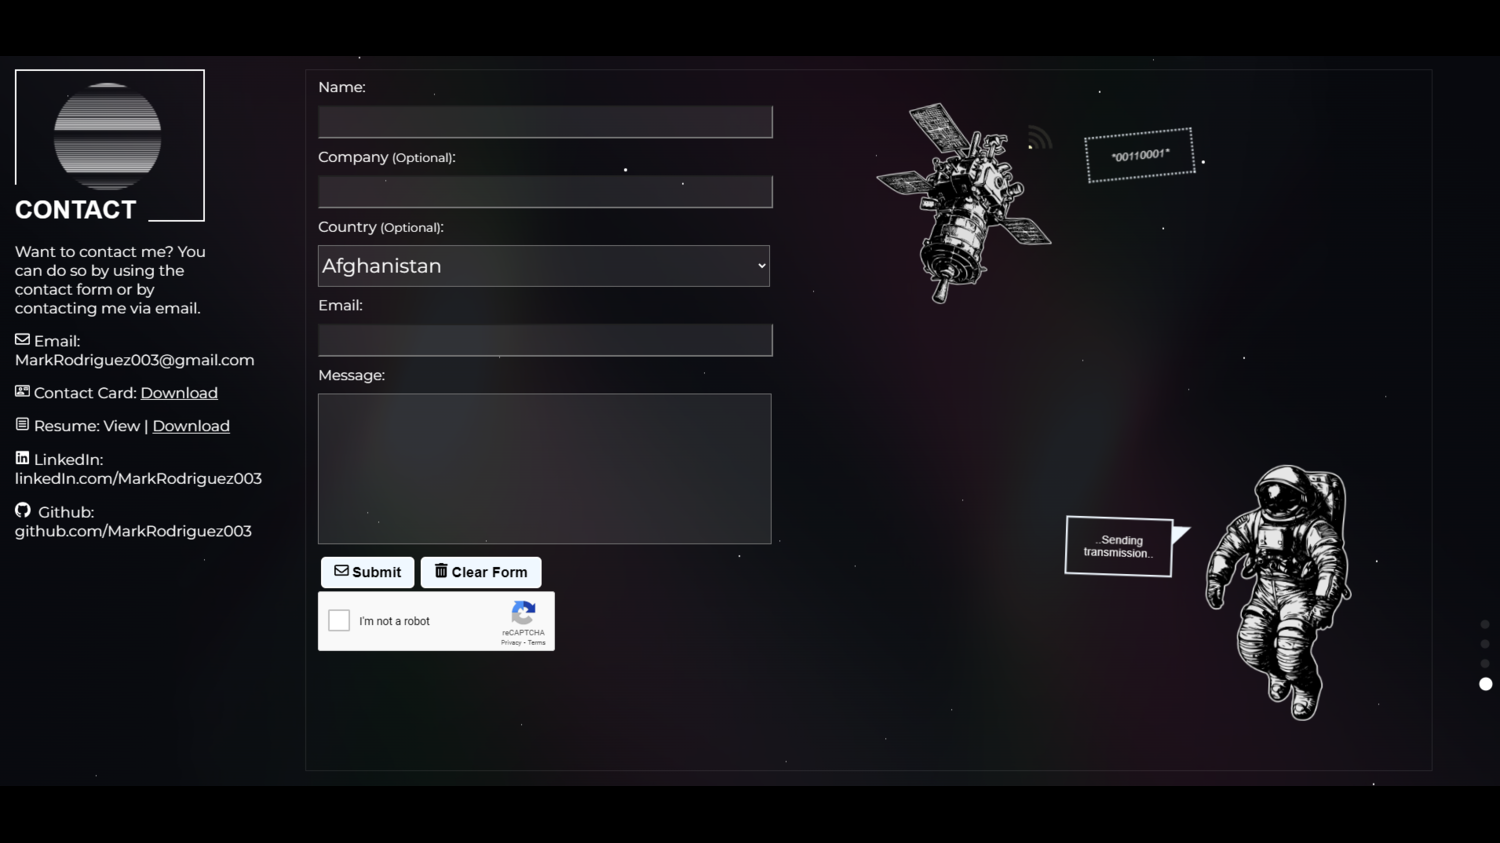 CONTACT
Want to contact me? You
can do so by using the
contact form or by
contacting me via email.
Email:
MarkRodriguez003@gmail.com
Contact Card: Download
Resume: View | Download
LinkedIn:
linkedIn.com/MarkRodriguez003
Github:
github.com/MarkRodriguez003
Name:
Company (Optional):
Country (Optional):
Afghanistan
Email:
Message:
Submit
Clear Form
I'm not a robot
reCAPTCHA
Privacy - Terms
*00110001*
..Sending
transmission..